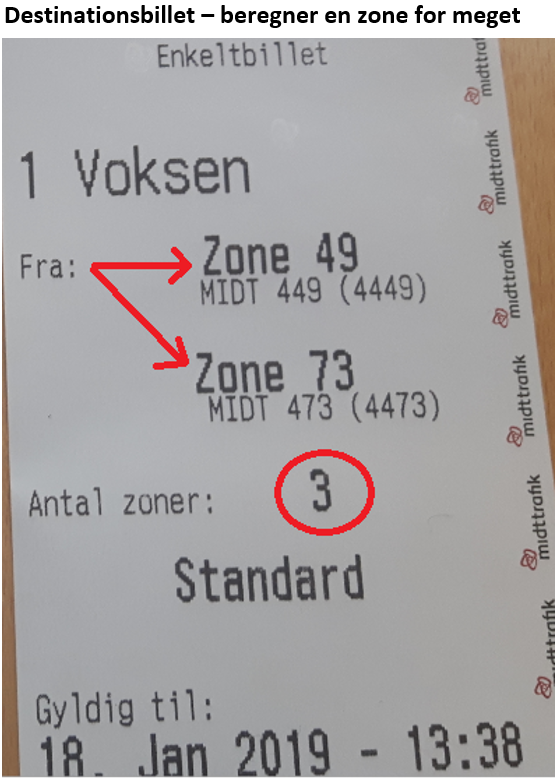 Destinationsbillet – beregner en zone for meget
Enkeltbillet
1 Voksen
Fra: Zone 49
MIDT 449 (4449)
Zone 73
MIDT 473 (4473)
Antal zoner: 3
Standard
Gyldig til:
18. Jan 2019 - 13:38
midttraf
midttrafik
midttrafik
midttrafik
midttrafik
midttrafik